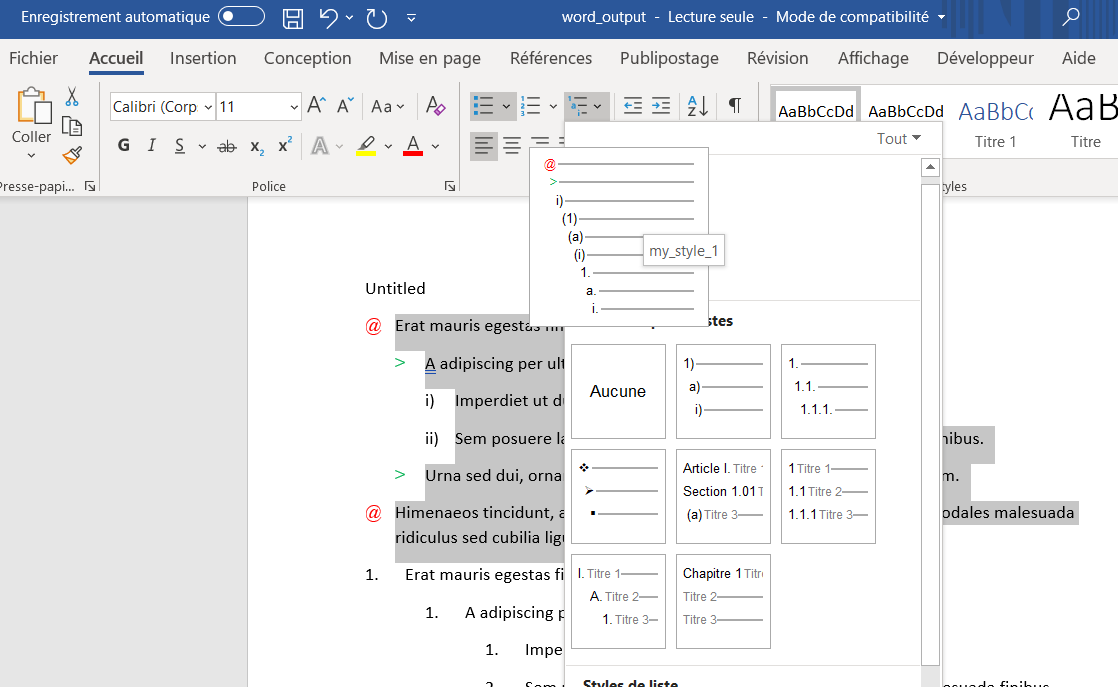 Enregistrement automatique
word_output - Lecture seule - Mode de compatibilité
Fichier Accueil Insertion Conception Mise en page Références Publipostage Révision Affichage Développeur Aide
Coller
Calibri (Corp 11
Aa
AaBbCcDd AaBbCcDd AaBbCc AaB
G I S ab x₂ x² A A
Tout
Titre 1 Titre
Presse-papi... Police yles
@
>
i)
(1)
(a)
(i)
1.
a.
i.
my_style_1
Untitled
@ Erat mauris egestas fin
> A adipiscing per ult
i) Imperdiet ut du
ii) Sem posuere la nibus.
> Urna sed dui, orna m.
@ Himenaeos tincidunt, a odales malesuada
ridiculus sed cubilia ligu
1. Erat mauris egestas fi
1. A adipiscing p
1. Impe
2. Sem suada finibus
stes
Aucune
1)
a)
i)
1.
1.1.
1.1.1.
Article I. Titre
Section 1.01 T
(a) Titre 3
1 Titre 1
1.1 Titre 2
1.1.1 Titre 3
I. Titre 1
A. Titre 2
1. Titre 3
Chapitre 1 Titre
Titre 2
Titre 3
Styles de liste